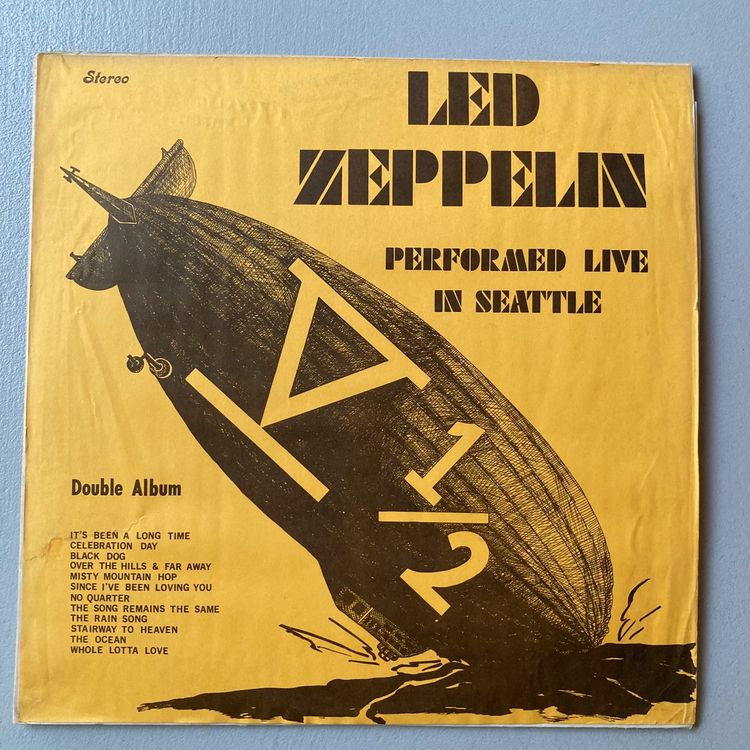 Stereo
LED
ZEPPELIN
PERFORMED LIVE
IN SEATTLE
V 1/2
Double Album
IT'S BEEN A LONG TIME
CELEBRATION DAY
BLACK DOG
OVER THE HILLS & FAR AWAY
MISTY MOUNTAIN HOP
SINCE I'VE BEEN LOVING YOU
NO QUARTER
THE SONG REMAINS THE SAME
THE RAIN SONG
STAIRWAY TO HEAVEN
THE OCEAN
WHOLE LOTTA LOVE